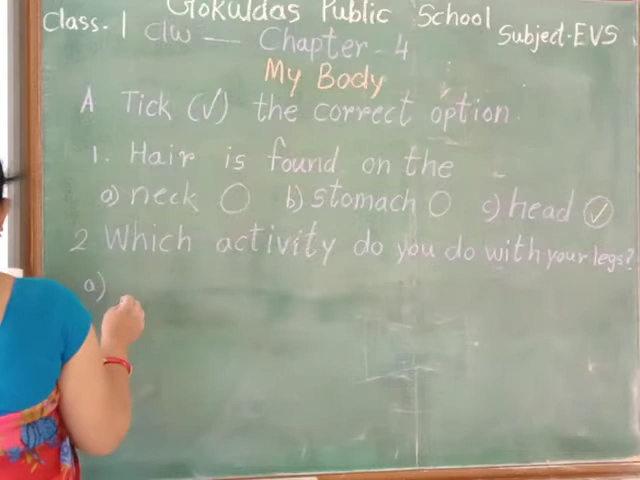 Gokuldas Public School
Class. 1 C/W — Chapter - 4 Subject. EVS
My Body
A Tick (✓) the correct option.
1. Hair is found on the _
a) neck ○ b) stomach ○ c) head ✓
2 Which activity do you do with your legs?
a)